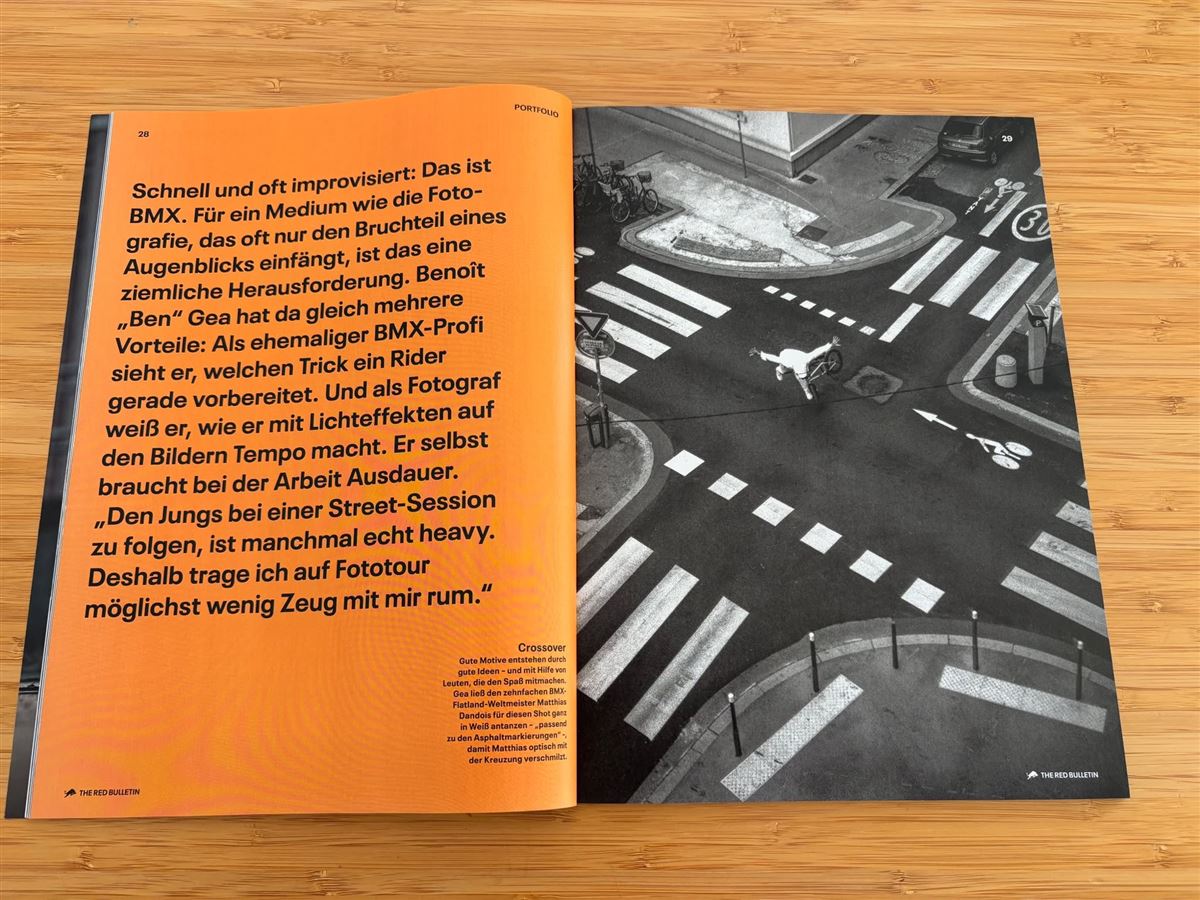 28
PORTFOLIO
Schnell und oft improvisiert: Das ist
BMX. Für ein Medium wie die Foto-
grafie, das oft nur den Bruchteil eines
Augenblicks einfängt, ist das eine
ziemliche Herausforderung. Benoît
„Ben“ Gea hat da gleich mehrere
Vorteile: Als ehemaliger BMX-Profi
sieht er, welchen Trick ein Rider
gerade vorbereitet. Und als Fotograf
weiß er, wie er mit Lichteffekten auf
den Bildern Tempo macht. Er selbst
braucht bei der Arbeit Ausdauer.
„Den Jungs bei einer Street-Session
zu folgen, ist manchmal echt heavy.
Deshalb trage ich auf Fototour
möglichst wenig Zeug mit mir rum.“
Crossover
Gute Motive entstehen durch
gute Ideen – und mit Hilfe von
Leuten, die den Spaß mitmachen.
Gea ließ den zehnfachen BMX-
Flatland-Weltmeister Matthias
Dandois für diesen Shot ganz
in Weiß antanzen – „passend
zu den Asphaltmarkierungen“ –,
damit Matthias optisch mit
der Kreuzung verschmilzt.
THE RED BULLETIN
29
30
P
THE RED BULLETIN